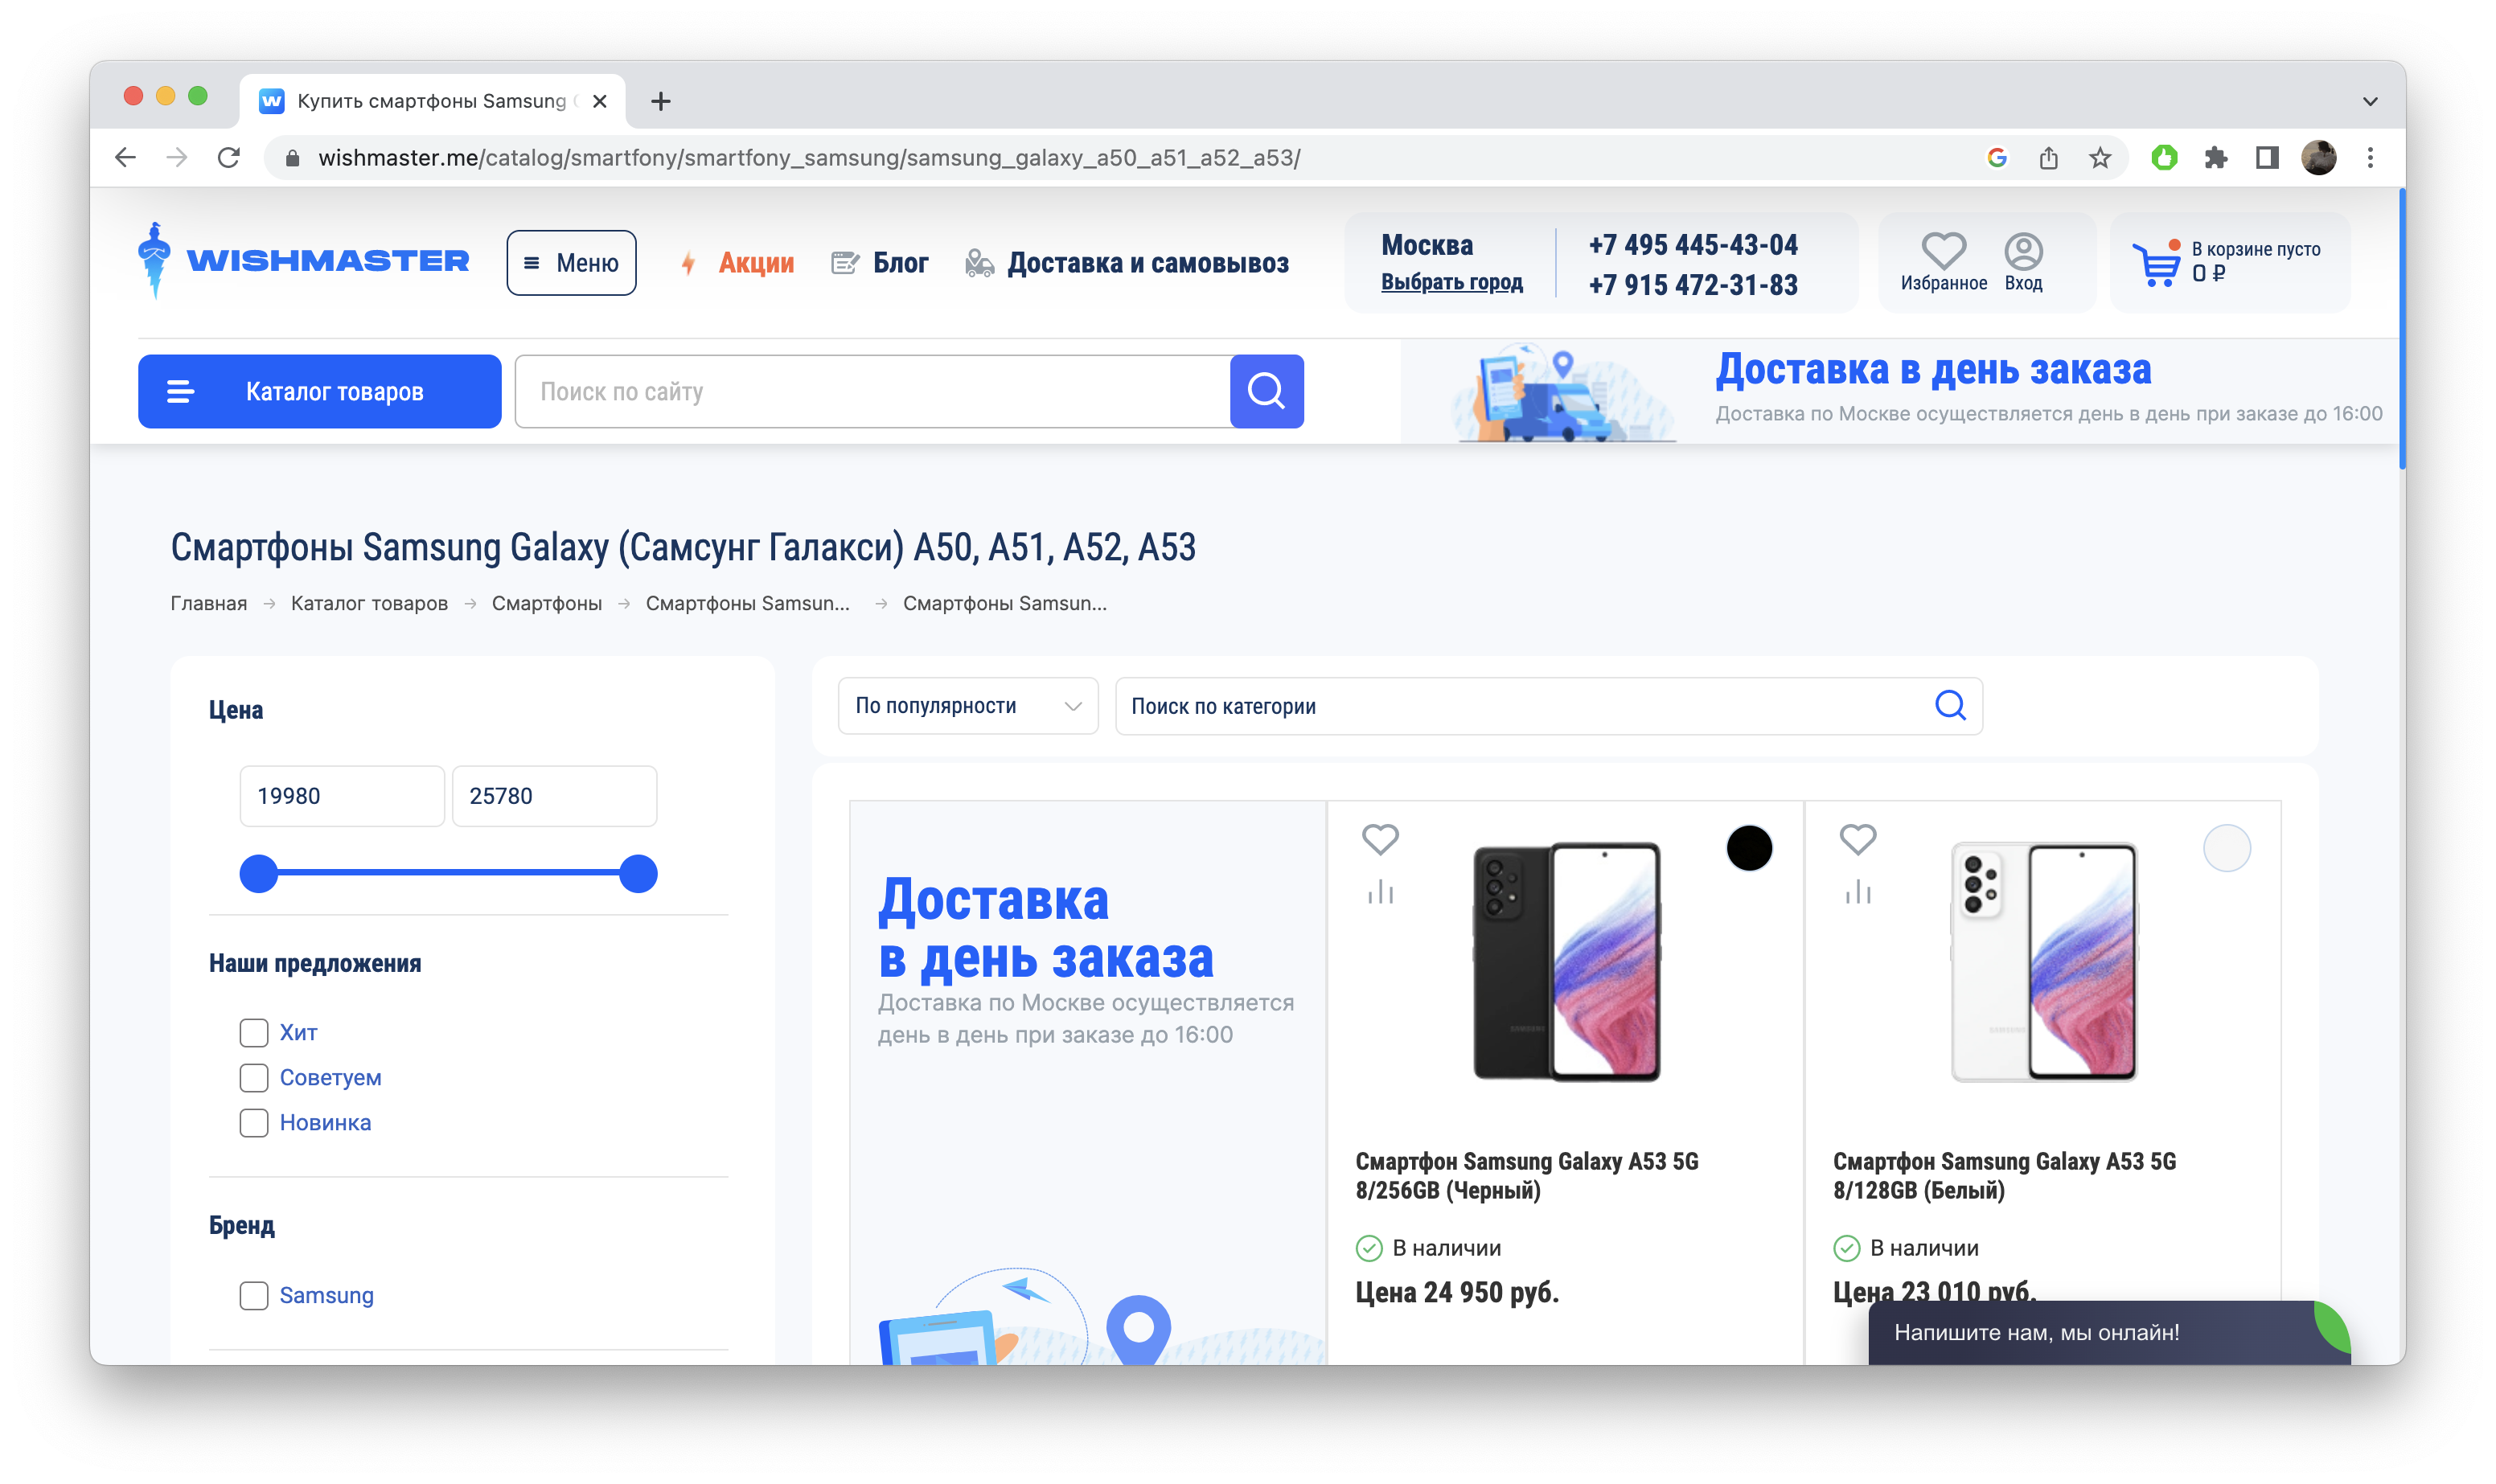 Купить смартфоны Samsung
wishmaster.me/catalog/smartfony/smartfony_samsung/samsung_galaxy_a50_a51_a52_a53/
WISHMASTER
Меню
Акции
Блог
Доставка и самовывоз
Москва
Выбрать город
+7 495 445-43-04
+7 915 472-31-83
Избранное
Вход
В корзине пусто
0 ₽
Каталог товаров
Поиск по сайту
Доставка в день заказа
Доставка по Москве осуществляется день в день при заказе до 16:00
Смартфоны Samsung Galaxy (Самсунг Галакси) A50, A51, A52, A53
Главная → Каталог товаров → Смартфоны → Смартфоны Samsun... → Смартфоны Samsun...
Цена
19980
25780
Наши предложения
Хит
Советуем
Новинка
Бренд
Samsung
По популярности
Поиск по категории
Доставка
в день заказа
Доставка по Москве осуществляется
день в день при заказе до 16:00
SAMSUNG
Смартфон Samsung Galaxy A53 5G
8/256GB (Черный)
В наличии
Цена 24 950 руб.
SAMSUNG
Смартфон Samsung Galaxy A53 5G
8/128GB (Белый)
В наличии
Цена 23 010 руб.
Напишите нам, мы онлайн!